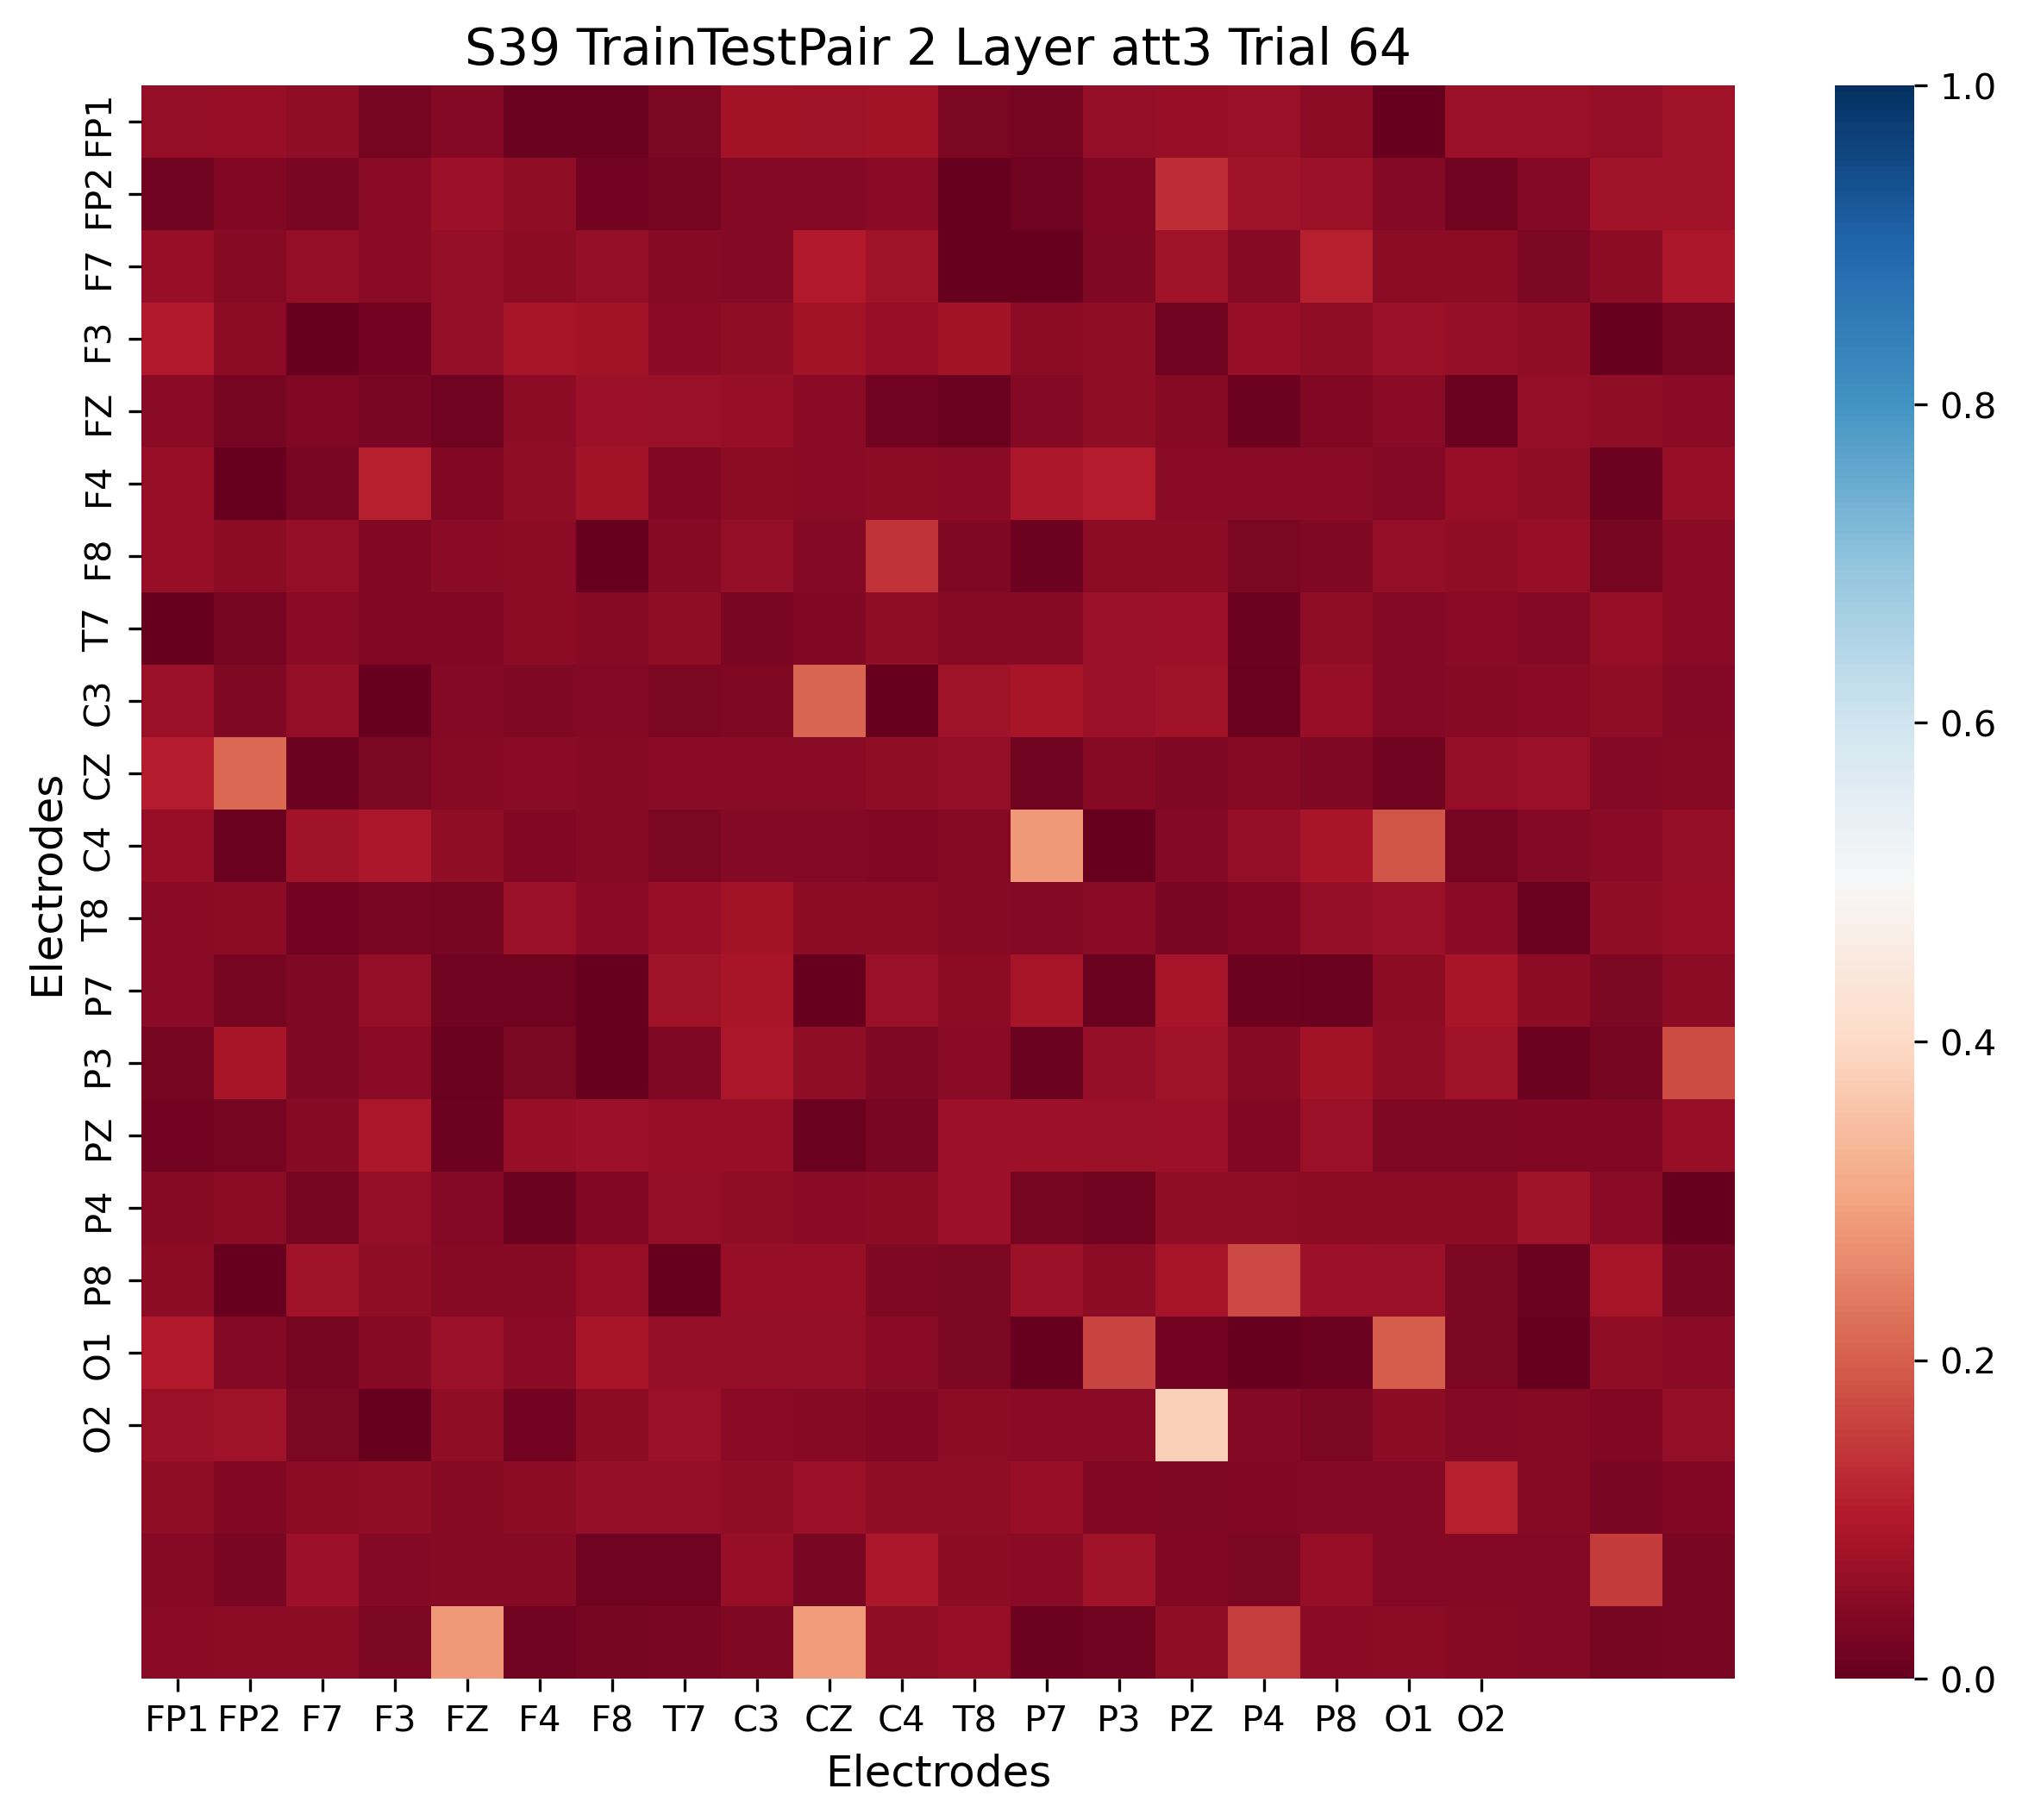 S39 TrainTestPair 2 Layer att3 Trial 64
Electrodes
FP1
FP2
F7
F3
FZ
F4
F8
T7
C3
CZ
C4
T8
P7
P3
PZ
P4
P8
O1
O2
FP1 FP2 F7 F3 FZ F4 F8 T7 C3 CZ C4 T8 P7 P3 PZ P4 P8 O1 O2
Electrodes
1.0
0.8
0.6
0.4
0.2
0.0